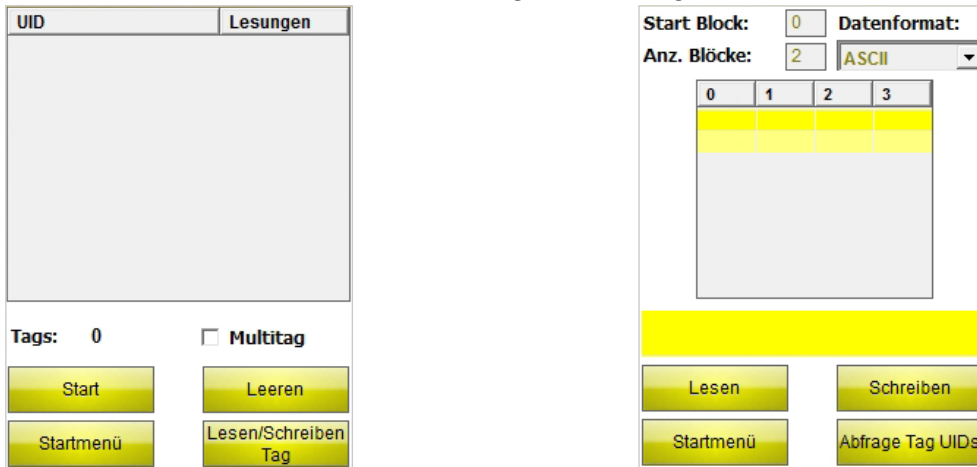 UID Lesungen
Tags: 0 Multitag
Start Leeren
Startmenü Lesen/Schreiben
Tag
Start Block: 0 Datenformat:
Anz. Blöcke: 2 ASCII
0 1 2 3
Lesen Schreiben
Startmenü Abfrage Tag UIDs